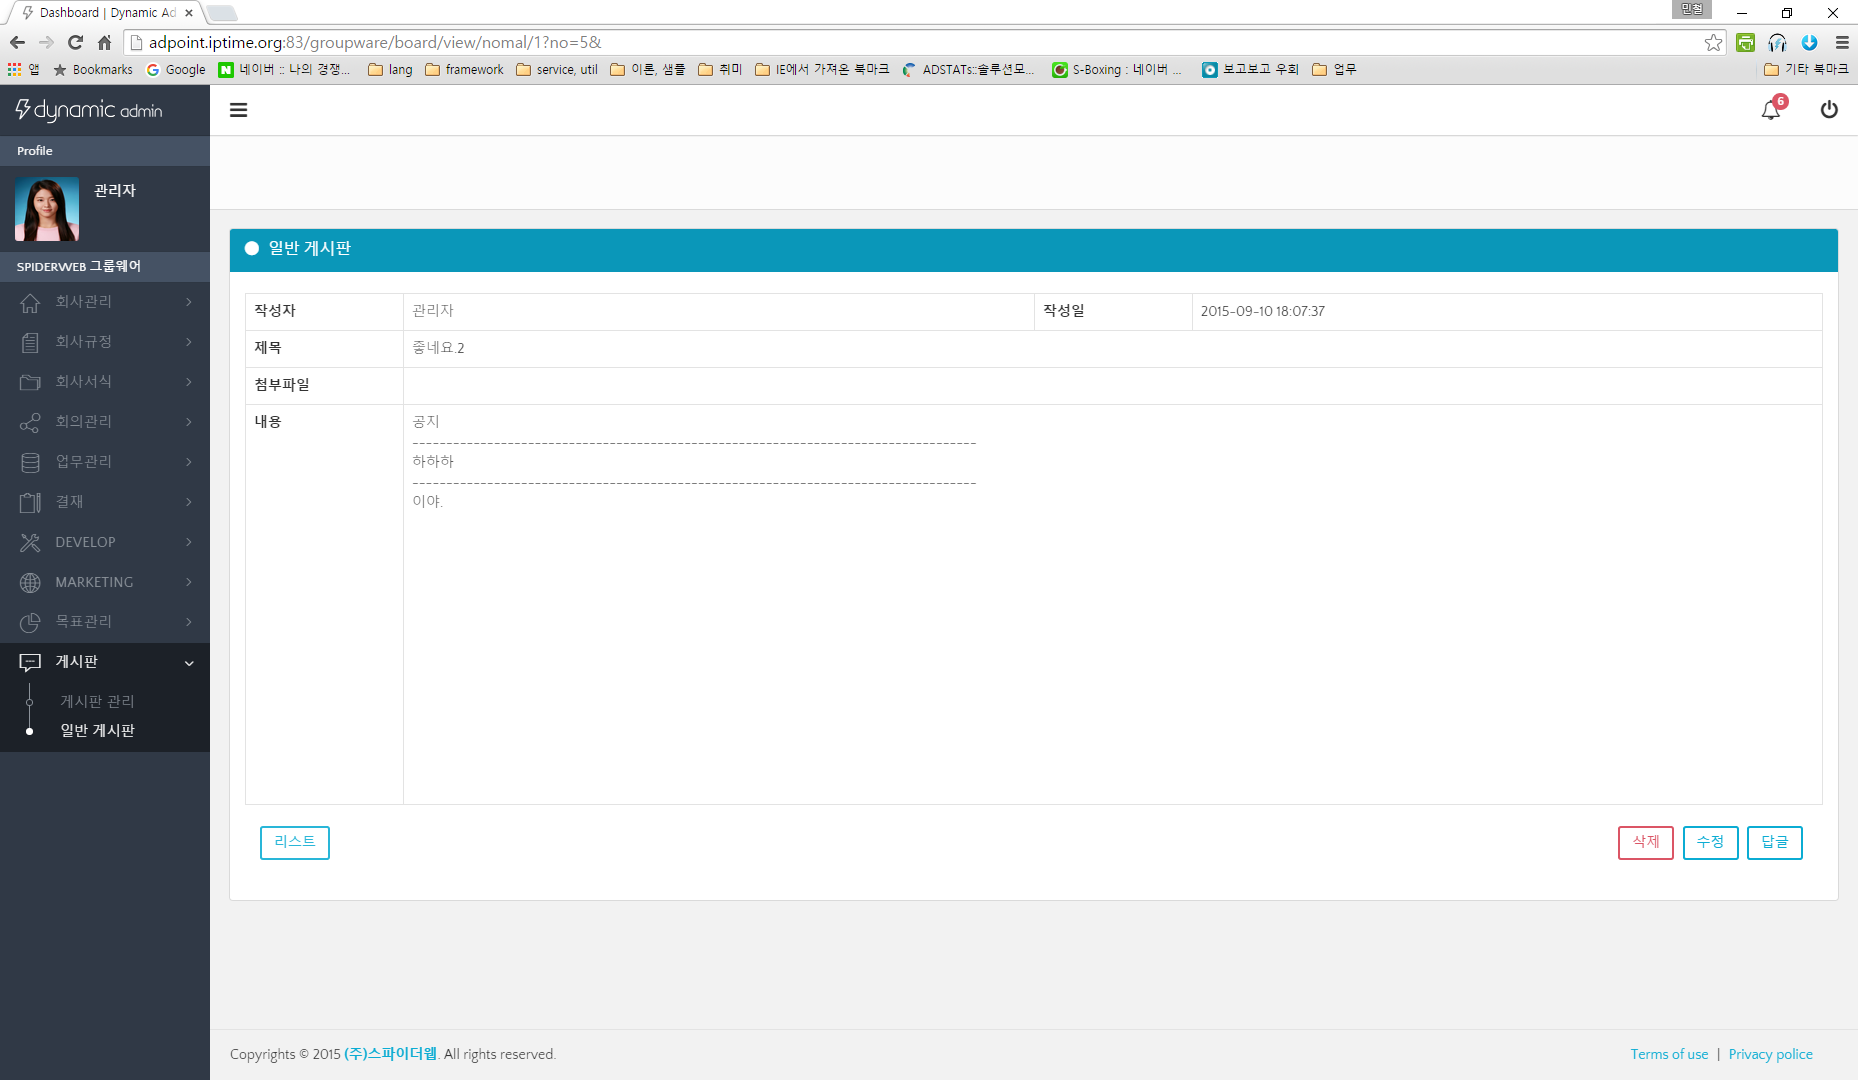 Dashboard | Dynamic Ad
민철
adpoint.iptime.org:83/groupware/board/view/nomal/1?no=5&
앱 Bookmarks Google 네이버 :: 나의 경쟁... lang framework service, util 이론, 샘플 취미 IE에서 가져온 북마크 ADSTATs::솔루션모... S-Boxing : 네이버 ... 보고보고 우회 업무 기타 북마크
dynamic admin
6
Profile
관리자
SPIDERWEB 그룹웨어
회사관리
회사규정
회사서식
회의관리
업무관리
결재
DEVELOP
MARKETING
목표관리
게시판
게시판 관리
일반 게시판
일반 게시판
작성자 관리자 작성일 2015-09-10 18:07:37
제목 좋네요.2
첨부파일
내용 공지
------------------------------------------------------------------------------------
하하하
------------------------------------------------------------------------------------
이야.
리스트 삭제 수정 답글
Copyrights © 2015 (주)스파이더웹. All rights reserved. Terms of use | Privacy police